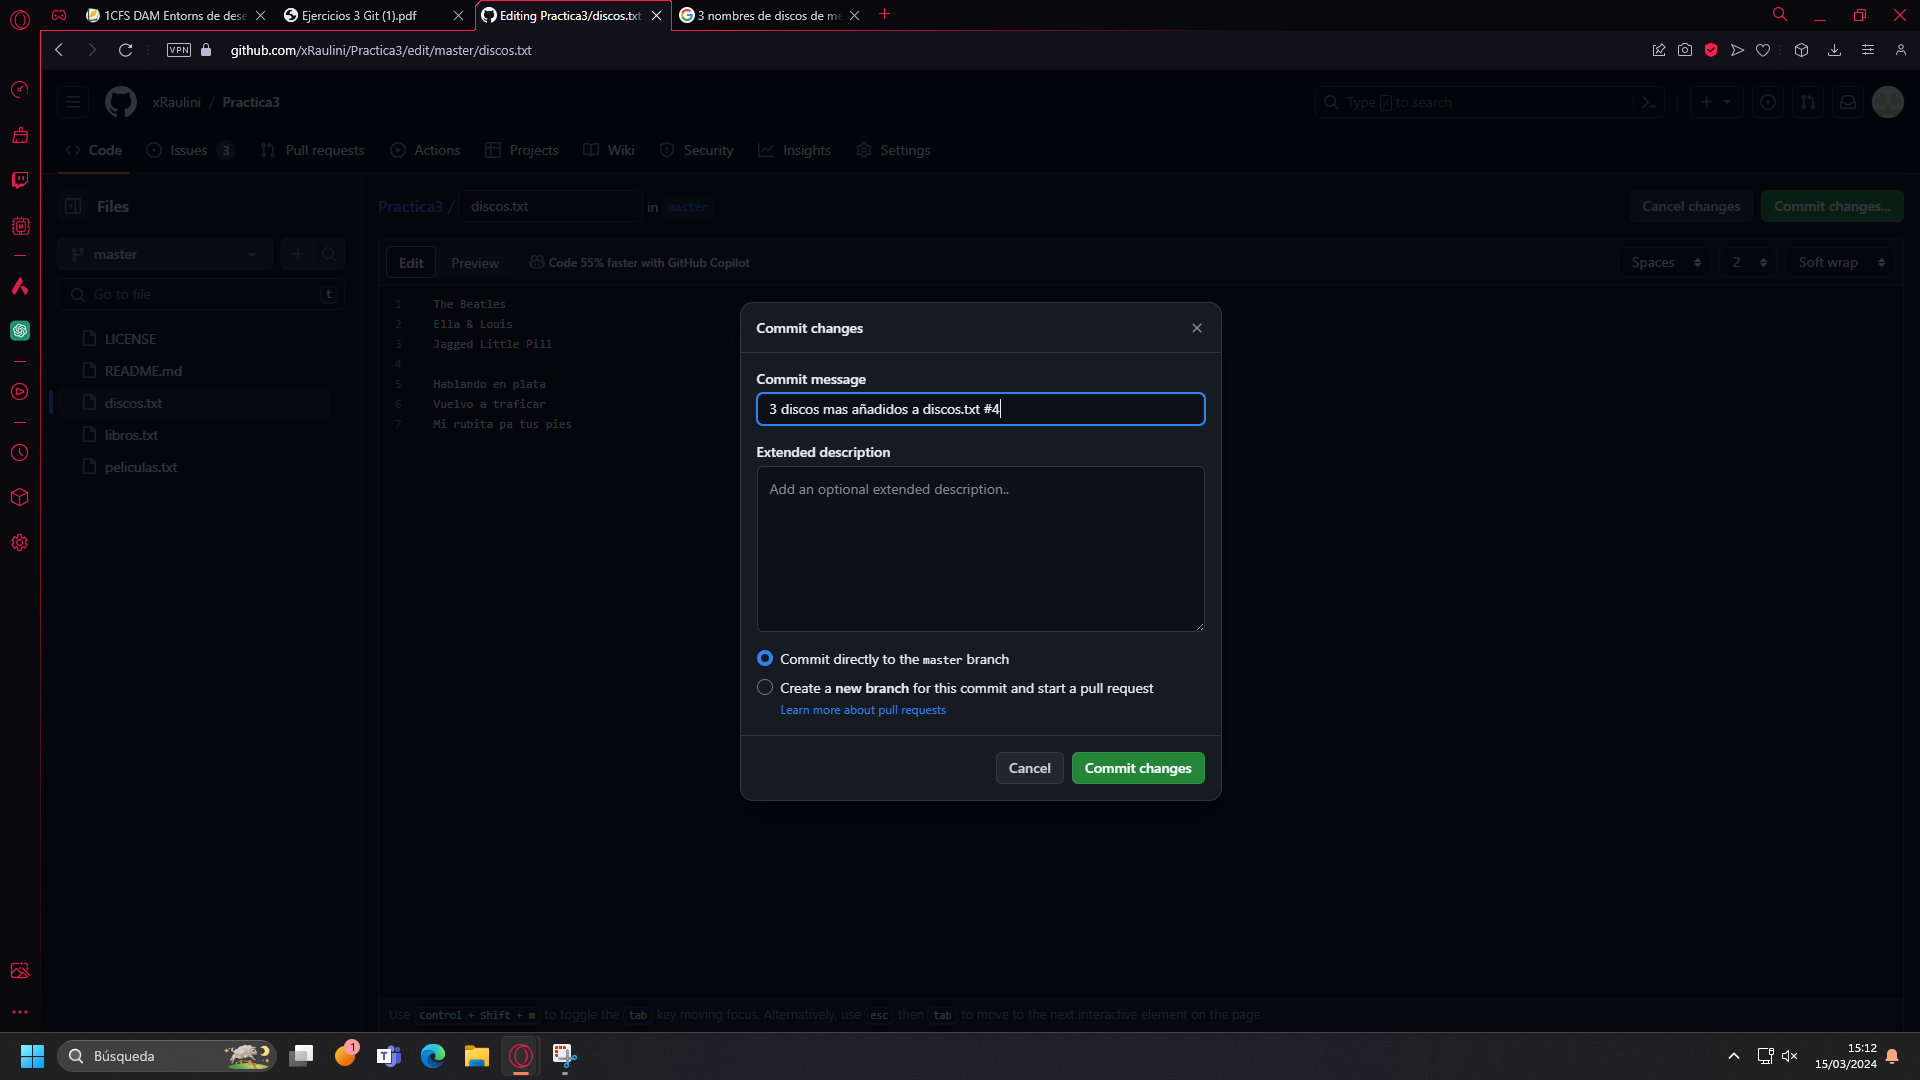 1CFS DAM Entorns de dese
Ejercicios 3 Git (1).pdf
Editing Practica3/discos.txt
3 nombres de discos de me
VPN
github.com/xRaulini/Practica3/edit/master/discos.txt
xRaulini / Practica3
Type / to search
Code
Issues 3
Pull requests
Actions
Projects
Wiki
Security
Insights
Settings
Files
Practica3 / discos.txt in master
Cancel changes
Commit changes...
master
Edit
Preview
Code 55% faster with GitHub Copilot
Spaces
2
Soft wrap
Go to file
t
LICENSE
README.md
discos.txt
libros.txt
peliculas.txt
1 The Beatles
2 Ella & Louis
3 Jagged Little Pill
4
5 Hablando en plata
6 Vuelvo a traficar
7 Mi rubita pa tus pies
Commit changes
Commit message
3 discos mas añadidos a discos.txt #4
Extended description
Add an optional extended description..
Commit directly to the master branch
Create a new branch for this commit and start a pull request
Learn more about pull requests
Cancel
Commit changes
Use Control + Shift + m to toggle the tab key moving focus. Alternatively, use esc then tab to move to the next interactive element on the page.
Búsqueda
1
15:12
15/03/2024